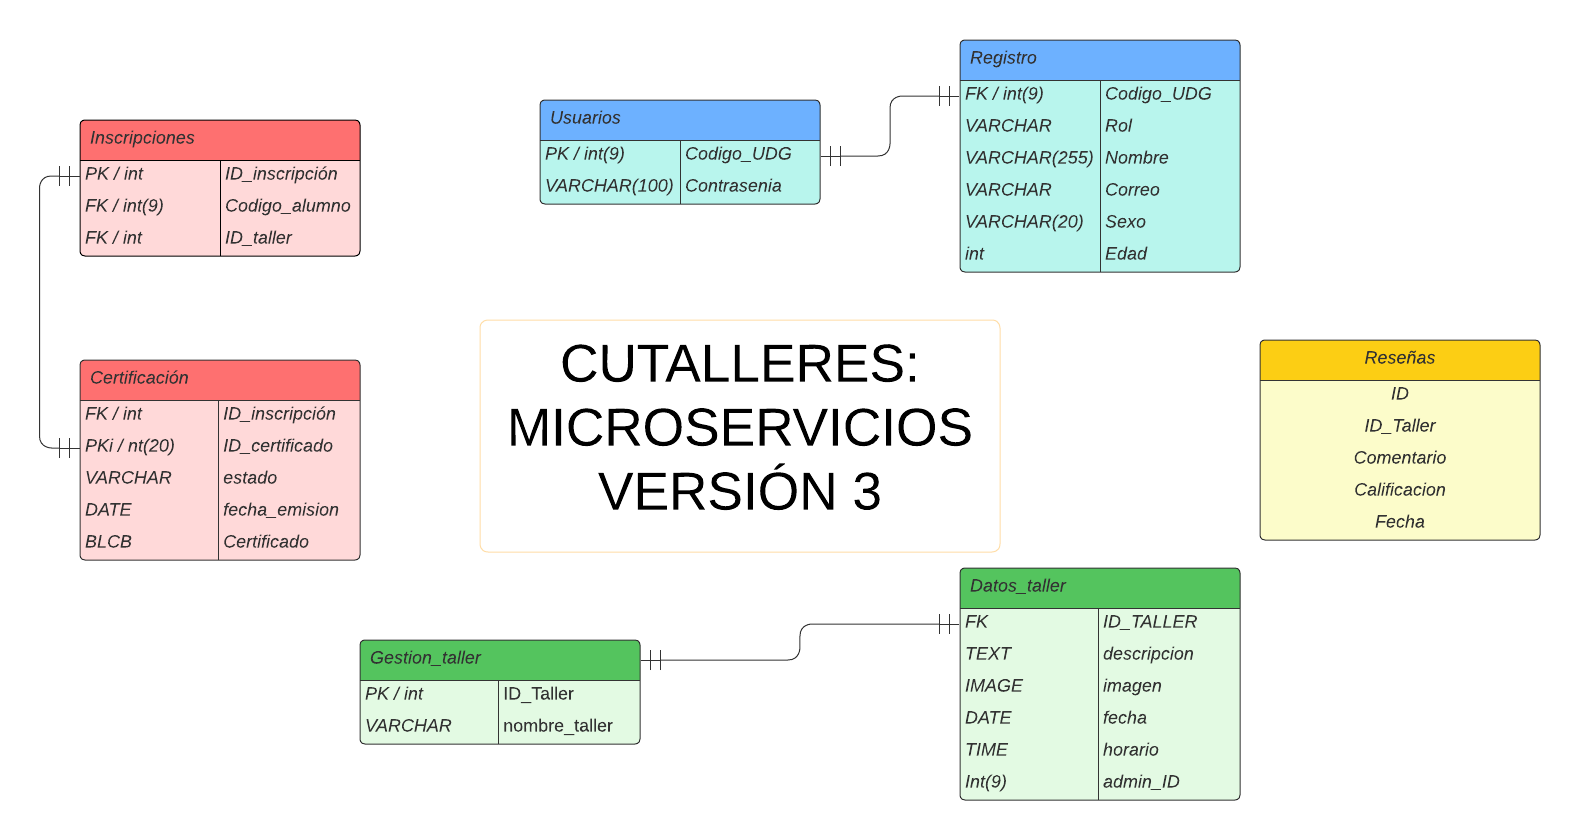 Registro
FK / int(9) Codigo_UDG
VARCHAR Rol
VARCHAR(255) Nombre
VARCHAR Correo
VARCHAR(20) Sexo
int Edad
Usuarios
PK / int(9) Codigo_UDG
VARCHAR(100) Contrasenia
Inscripciones
PK / int ID_inscripción
FK / int(9) Codigo_alumno
FK / int ID_taller
Certificación
FK / int ID_inscripción
PKi / nt(20) ID_certificado
VARCHAR estado
DATE fecha_emision
BLCB Certificado
CUTALLERES:
MICROSERVICIOS
VERSIÓN 3
Reseñas
ID
ID_Taller
Comentario
Calificacion
Fecha
Gestion_taller
PK / int ID_Taller
VARCHAR nombre_taller
Datos_taller
FK ID_TALLER
TEXT descripcion
IMAGE imagen
DATE fecha
TIME horario
Int(9) admin_ID